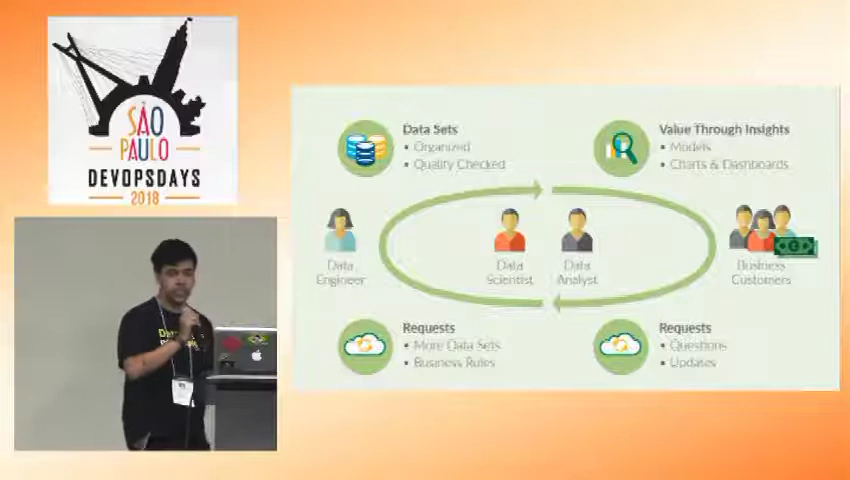 SÃO
PAULO
DEVOPSDAYS
2018
Data Sets
• Organized
• Quality Checked
Value Through Insights
• Models
• Charts & Dashboards
Data
Engineer
Data
Scientist
Data
Analyst
Business
Customers
Requests
• More Data Sets
• Business Rules
Requests
• Questions
• Updates